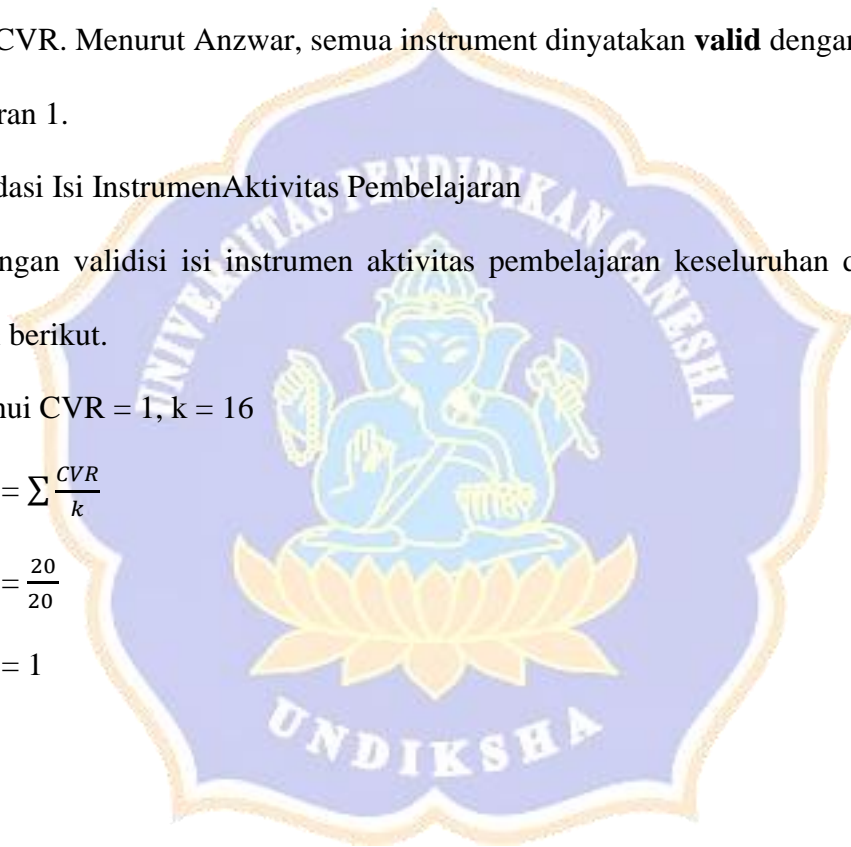 CVR. Menurut Anzwar, semua instrument dinyatakan valid dengan
ran 1.
dasi Isi InstrumenAktivitas Pembelajaran
ngan validisi isi instrumen aktivitas pembelajaran keseluruhan d
berikut.
hui CVR = 1, k = 16
= ∑ CVR/k
= 20/20
= 1
UNIVERSITAS PENDIDIKAN GANESHA
UNDIKSHA